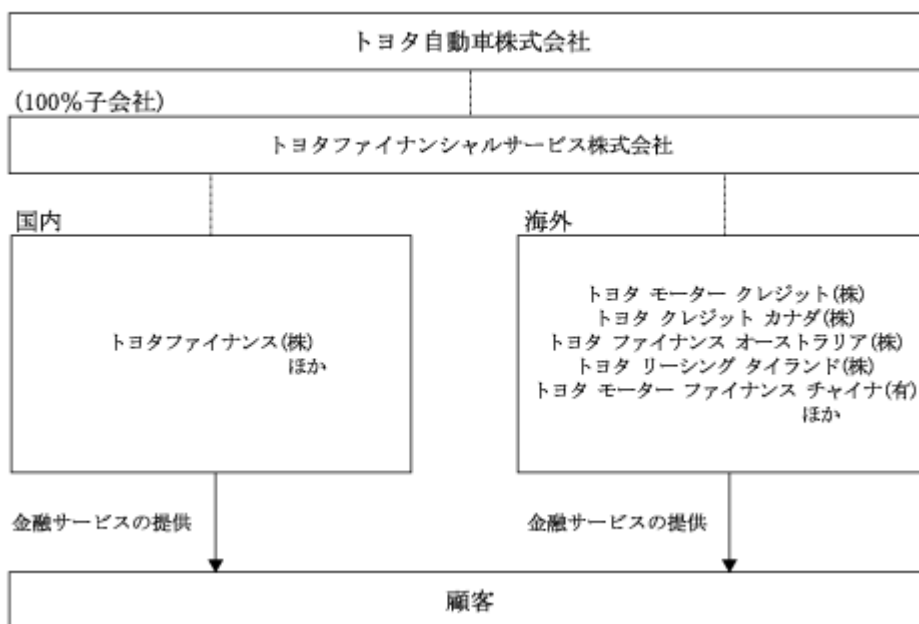 トヨタ自動車株式会社
(100%子会社)
トヨタファイナンシャルサービス株式会社
国内
トヨタファイナンス(株)
ほか
海外
トヨタ モーター クレジット(株)
トヨタ クレジット カナダ(株)
トヨタ ファイナンス オーストラリア(株)
トヨタ リーシング タイランド(株)
トヨタ モーター ファイナンス チャイナ(有)
ほか
金融サービスの提供
金融サービスの提供
顧客